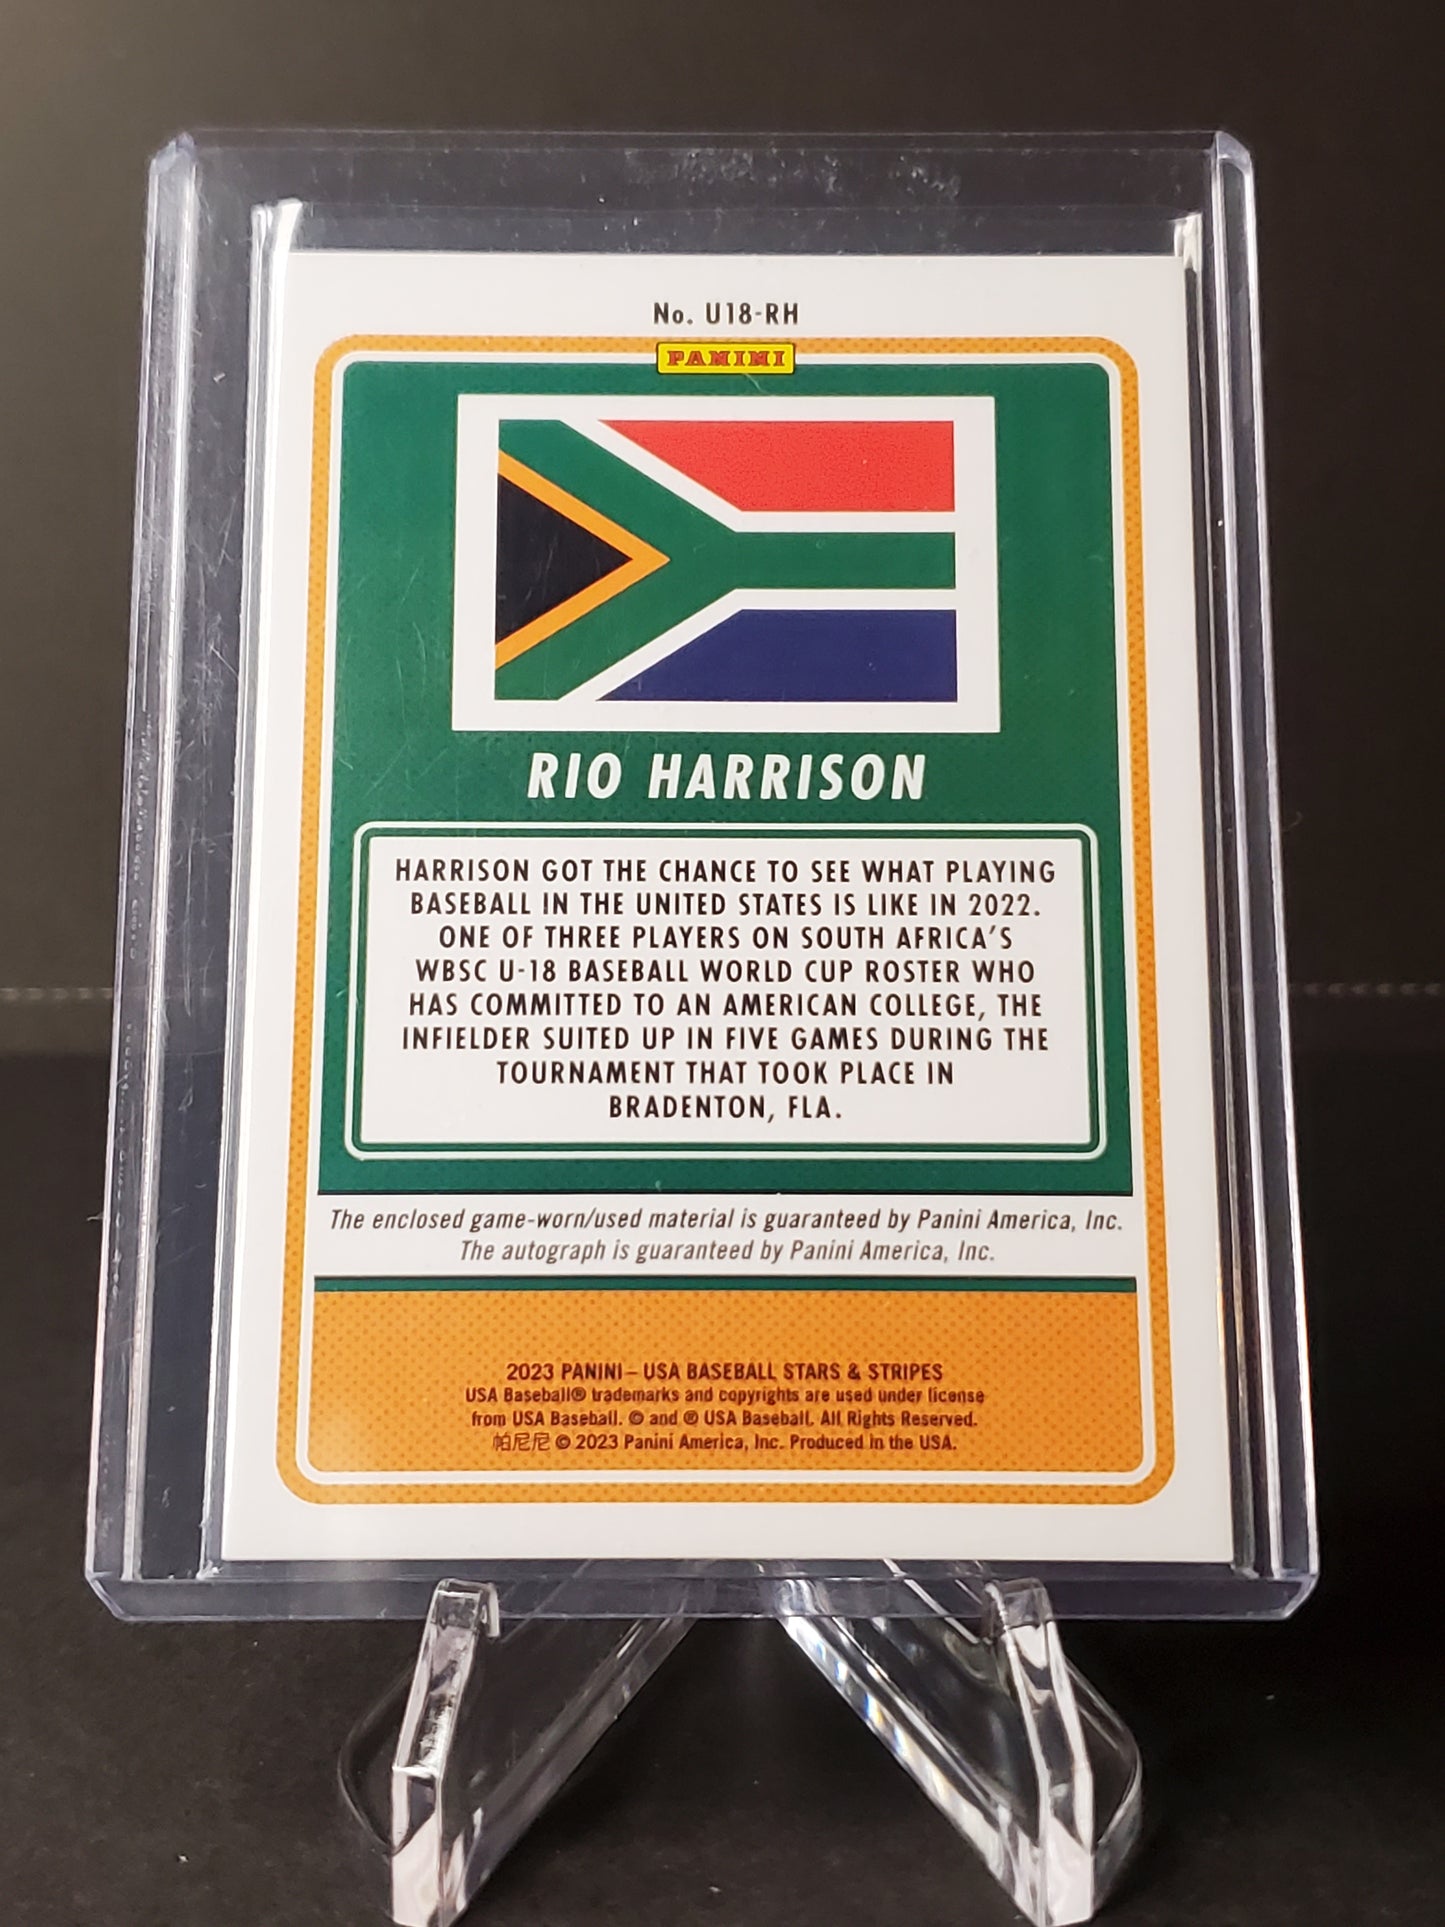 No. U18-RH
PANINI
RIO HARRISON
HARRISON GOT THE CHANCE TO SEE WHAT PLAYING
BASEBALL IN THE UNITED STATES IS LIKE IN 2022.
ONE OF THREE PLAYERS ON SOUTH AFRICA'S
WBSC U-18 BASEBALL WORLD CUP ROSTER WHO
HAS COMMITTED TO AN AMERICAN COLLEGE, THE
INFIELDER SUITED UP IN FIVE GAMES DURING THE
TOURNAMENT THAT TOOK PLACE IN
BRADENTON, FLA.
The enclosed game-worn/used material is guaranteed by Panini America, Inc.
The autograph is guaranteed by Panini America, Inc.
2023 PANINI – USA BASEBALL STARS & STRIPES
USA Baseball® trademarks and copyrights are used under license
from USA Baseball. © and ® USA Baseball. All Rights Reserved.
帕尼尼 © 2023 Panini America, Inc. Produced in the USA.